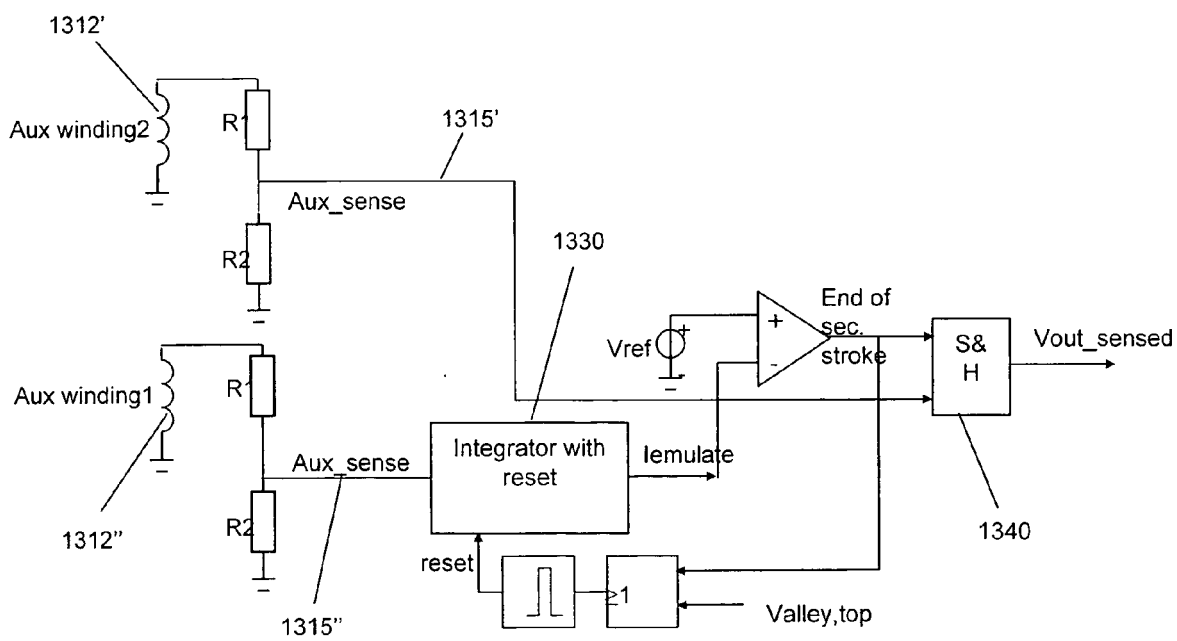 1312'
Aux winding2
R1
1315'
Aux_sense
R2
1330
End of
sec.
stroke
+
-
Vref
+
-
S&
H
Vout_sensed
Aux winding1
R1
Integrator with
reset
Iemulate
Aux_sense
R2
1312"
1340
reset
1
Valley,top
1315"